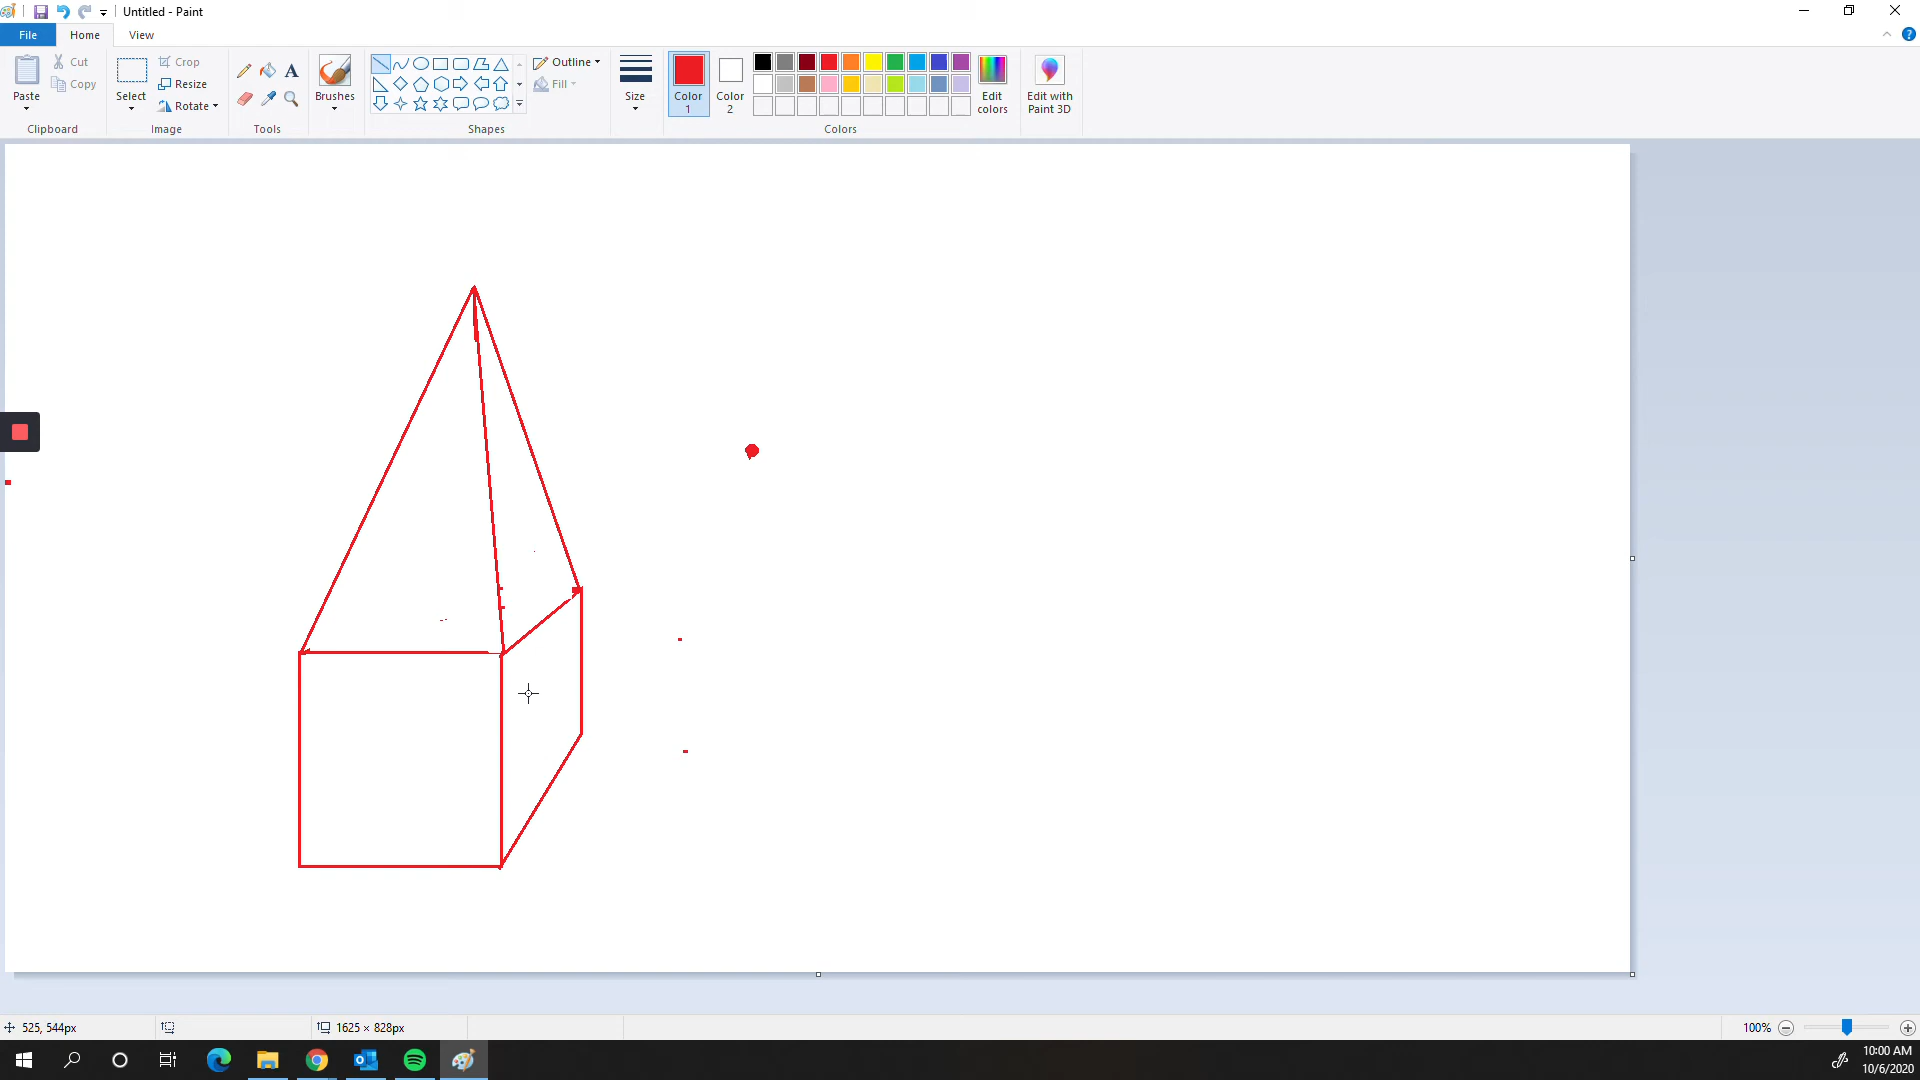 Untitled - Paint
File Home View
Paste
Cut
Copy
Clipboard
Select
Crop
Resize
Rotate
Image
A
Tools
Brushes
Outline
Fill
Shapes
Size
Color 1
Color 2
Edit colors
Colors
Edit with Paint 3D
?
525, 544px
1625 × 828px
100%
10:00 AM
10/6/2020